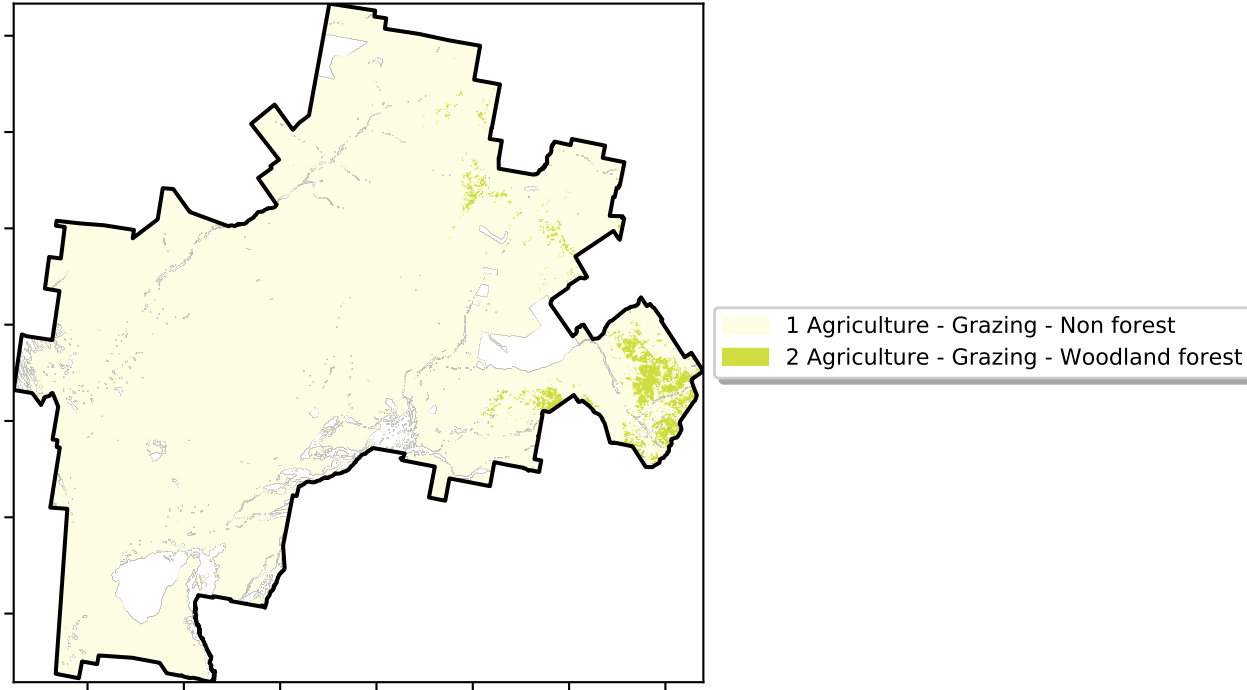 1 Agriculture - Grazing - Non forest
2 Agriculture - Grazing - Woodland forest